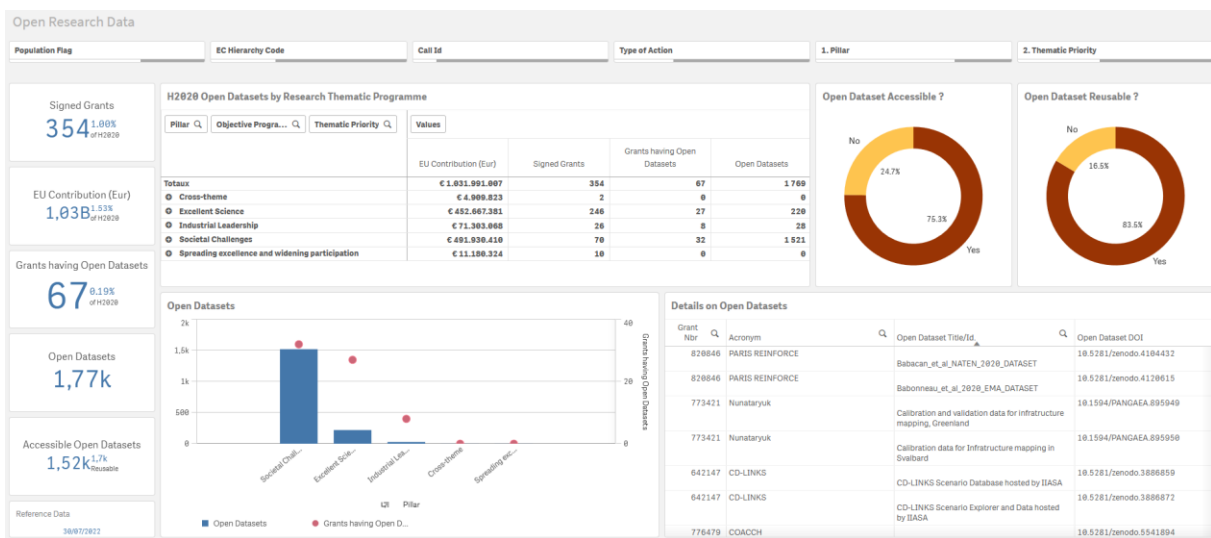 Open Research Data
Population Flag
EC Hierarchy Code
Call Id
Type of Action
1. Pillar
2. Thematic Priority
Signed Grants
354 1.00% of H2020
EU Contribution (Eur)
1,03B 1.53% of H2020
Grants having Open Datasets
67 0.19% of H2020
Open Datasets
1,77k
Accessible Open Datasets
1,52k 1,7k Reusable
Reference Data
30/07/2022
H2020 Open Datasets by Research Thematic Programme
Pillar Objective Progra... Thematic Priority Values
EU Contribution (Eur) Signed Grants Grants having Open Datasets Open Datasets
Totaux €1.031.991.007 354 67 1769
Cross-theme €4.909.823 2 0 0
Excellent Science €452.667.381 246 27 220
Industrial Leadership €71.303.068 26 8 28
Societal Challenges €491.930.410 70 32 1521
Spreading excellence and widening participation €11.180.324 10 0 0
Open Dataset Accessible ?
No
24.7%
75.3%
Yes
Open Dataset Reusable ?
No
16.5%
83.5%
Yes
Open Datasets
2k
1,5k
1k
500
0
40
20
0
Grants having Open Datasets
Societal Chall...
Excellent Scie...
Industrial Lea...
Cross-theme
Spreading exc...
Pillar
Open Datasets
Grants having Open D...
Details on Open Datasets
Grant Nbr Acronym Open Dataset Title/Id. Open Dataset DOI
820846 PARIS REINFORCE Babacan_et_al_NATEN_2020_DATASET 10.5281/zenodo.4104432
820846 PARIS REINFORCE Babonneau_et_al_2020_EMA_DATASET 10.5281/zenodo.4120615
773421 Nunataryuk Calibration and validation data for infratructure
mapping, Greenland 10.1594/PANGAEA.895949
773421 Nunataryuk Calibration data for Infratructure mapping in
Svalbard 10.1594/PANGAEA.895950
642147 CD-LINKS CD-LINKS Scenario Database hosted by IIASA 10.5281/zenodo.3886859
642147 CD-LINKS CD-LINKS Scenario Explorer and Data hosted
by IIASA 10.5281/zenodo.3886872
776479 COACCH 10.5281/zenodo.5541894